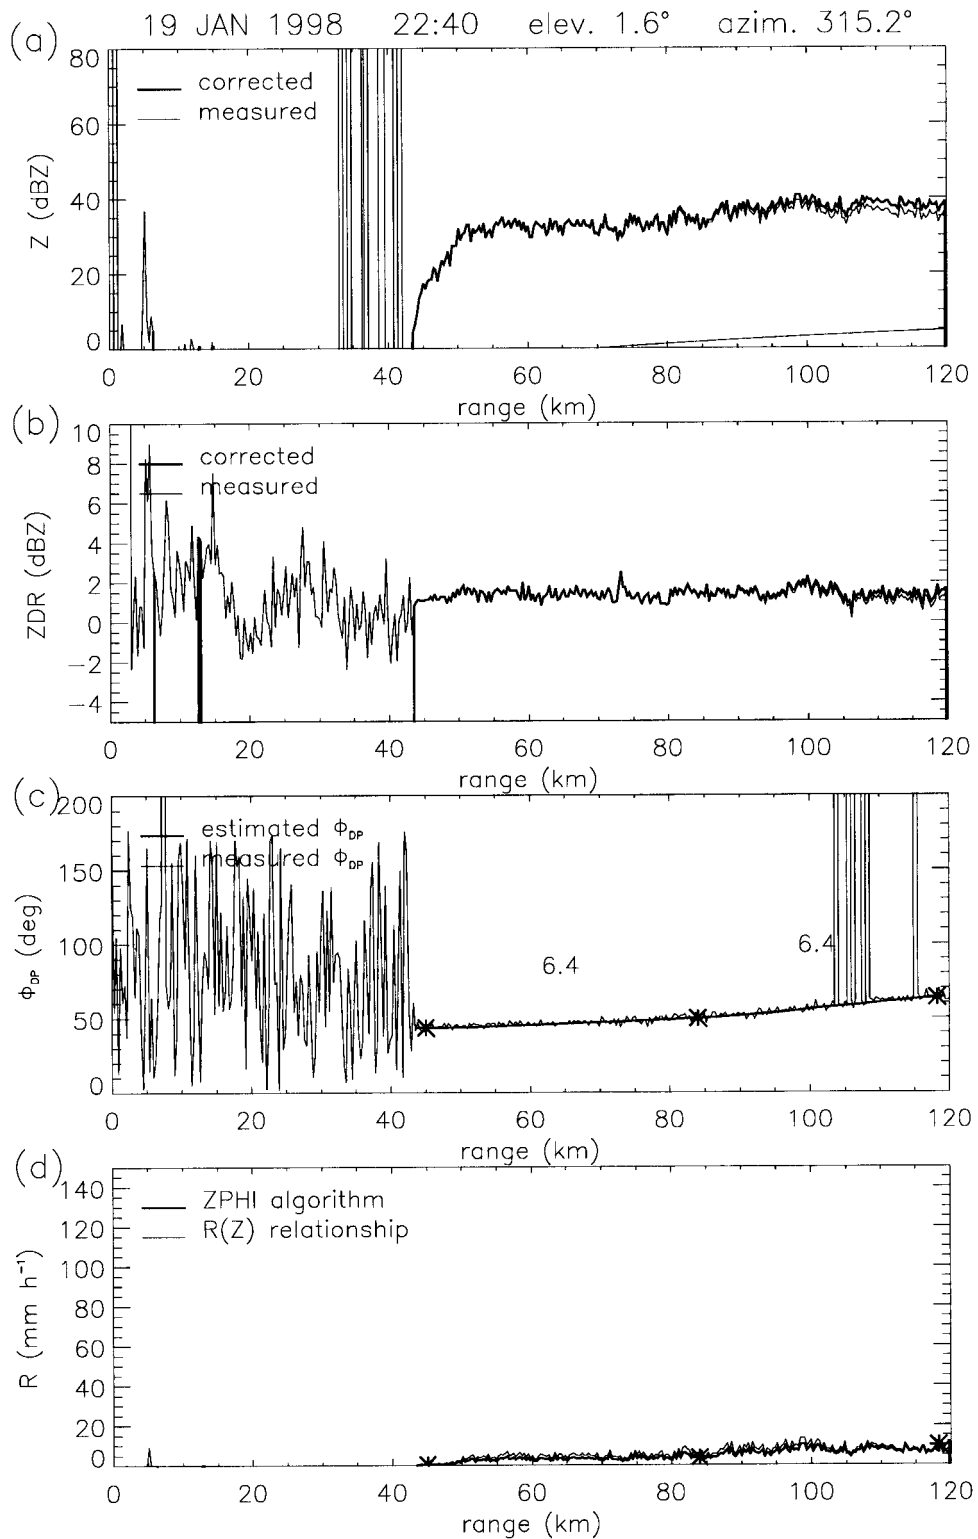 19 JAN 1998 22:40 elev. 1.6° azim. 315.2°
(a)
80
60
40
20
0
Z (dBZ)
corrected
measured
0 20 40 60 80 100 120
range (km)
(b)
10
8
6
4
2
0
−2
−4
ZDR (dBZ)
corrected
measured
0 20 40 60 80 100 120
range (km)
(c)
200
150
100
50
0
ΦDP (deg)
estimated ΦDP
measured ΦDP
6.4 6.4
0 20 40 60 80 100 120
range (km)
(d)
140
120
100
80
60
40
20
0
R (mm h⁻¹)
ZPHI algorithm
R(Z) relationship
0 20 40 60 80 100 120
range (km)